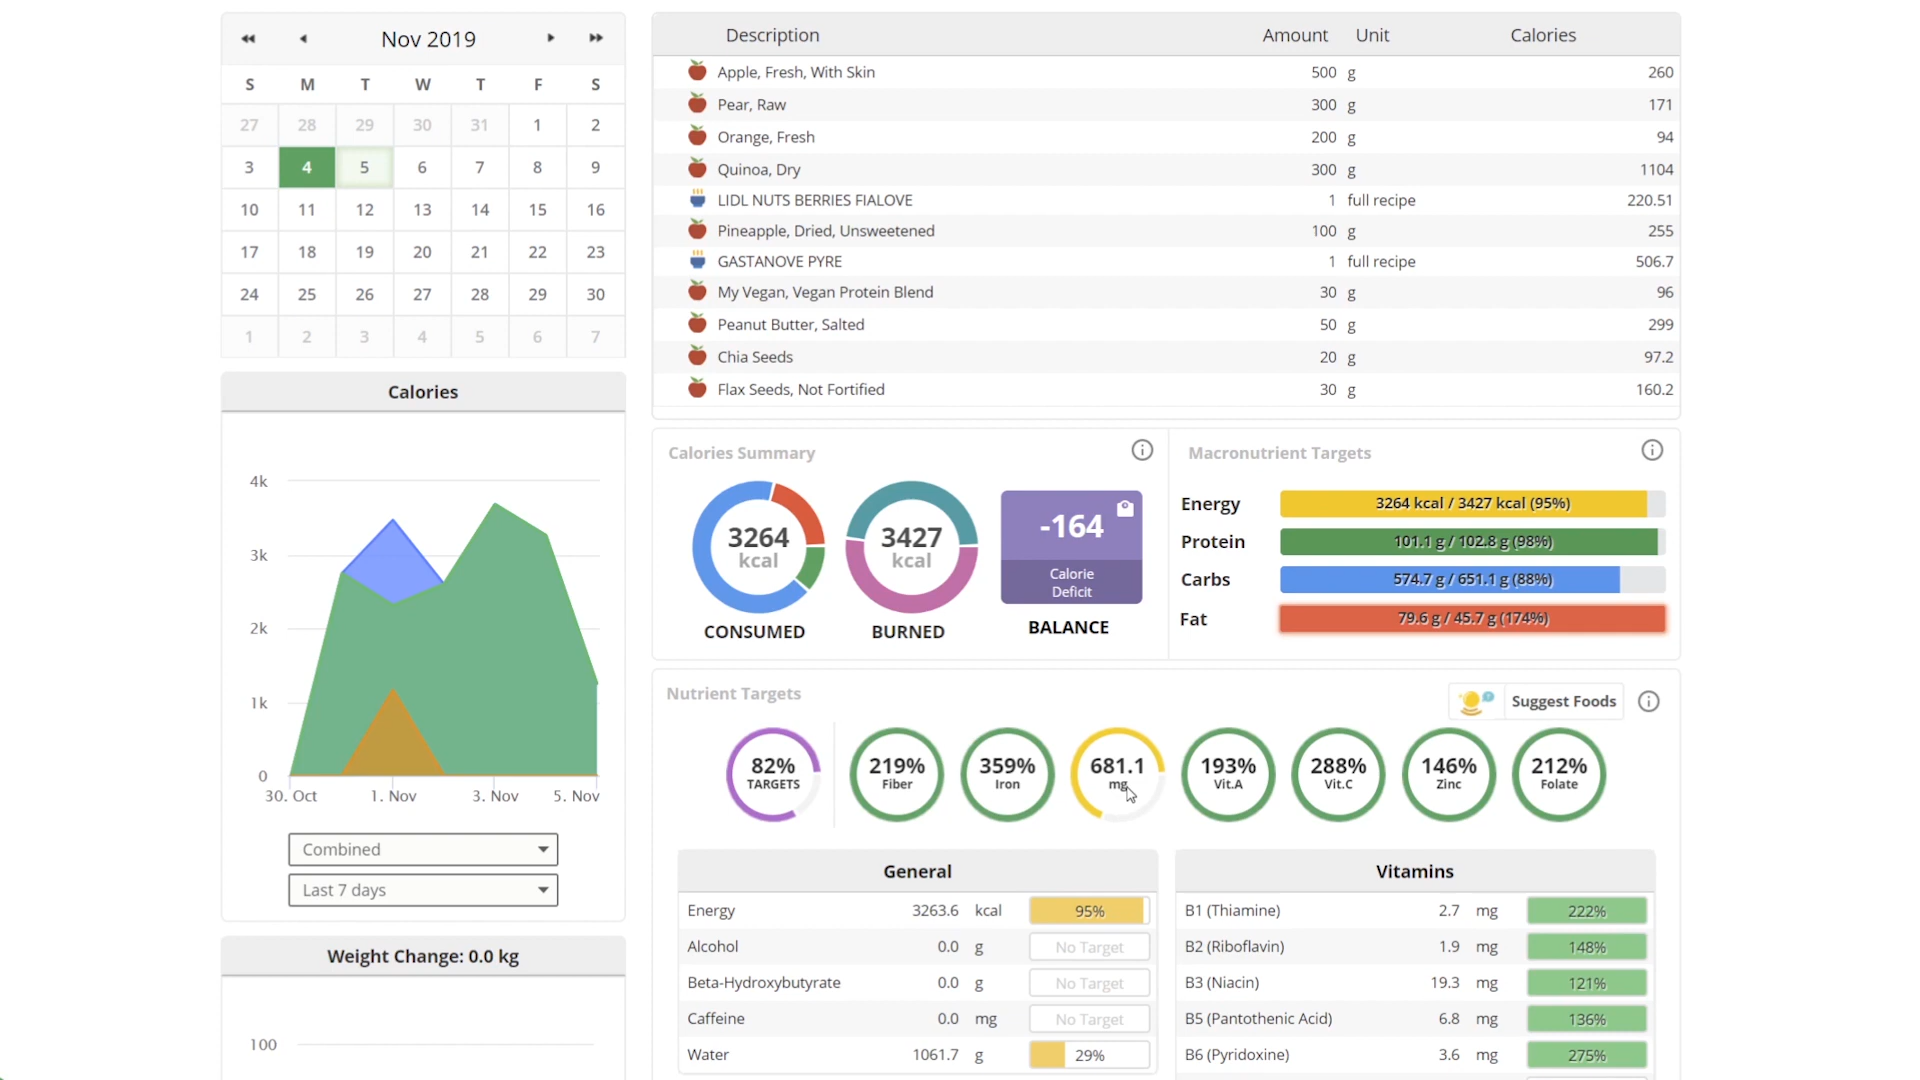 Nov 2019
S M T W T F S
27 28 29 30 31 1 2
3 4 5 6 7 8 9
10 11 12 13 14 15 16
17 18 19 20 21 22 23
24 25 26 27 28 29 30
1 2 3 4 5 6 7
Calories
4k
3k
2k
1k
0
30. Oct 1. Nov 3. Nov 5. Nov
Combined
Last 7 days
Weight Change: 0.0 kg
100
Description Amount Unit Calories
Apple, Fresh, With Skin 500 g 260
Pear, Raw 300 g 171
Orange, Fresh 200 g 94
Quinoa, Dry 300 g 1104
LIDL NUTS BERRIES FIALOVE 1 full recipe 220.51
Pineapple, Dried, Unsweetened 100 g 255
GASTANOVE PYRE 1 full recipe 506.7
My Vegan, Vegan Protein Blend 30 g 96
Peanut Butter, Salted 50 g 299
Chia Seeds 20 g 97.2
Flax Seeds, Not Fortified 30 g 160.2
Calories Summary
3264
kcal
CONSUMED
3427
kcal
BURNED
-164
Calorie
Deficit
BALANCE
Macronutrient Targets
Energy 3264 kcal / 3427 kcal (95%)
Protein 101.1 g / 102.8 g (98%)
Carbs 574.7 g / 651.1 g (88%)
Fat 79.6 g / 45.7 g (174%)
Nutrient Targets
Suggest Foods
82%
TARGETS
219%
Fiber
359%
Iron
681.1
mg
193%
Vit.A
288%
Vit.C
146%
Zinc
212%
Folate
General
Energy 3263.6 kcal 95%
Alcohol 0.0 g No Target
Beta-Hydroxybutyrate 0.0 g No Target
Caffeine 0.0 mg No Target
Water 1061.7 g 29%
Vitamins
B1 (Thiamine) 2.7 mg 222%
B2 (Riboflavin) 1.9 mg 148%
B3 (Niacin) 19.3 mg 121%
B5 (Pantothenic Acid) 6.8 mg 136%
B6 (Pyridoxine) 3.6 mg 275%